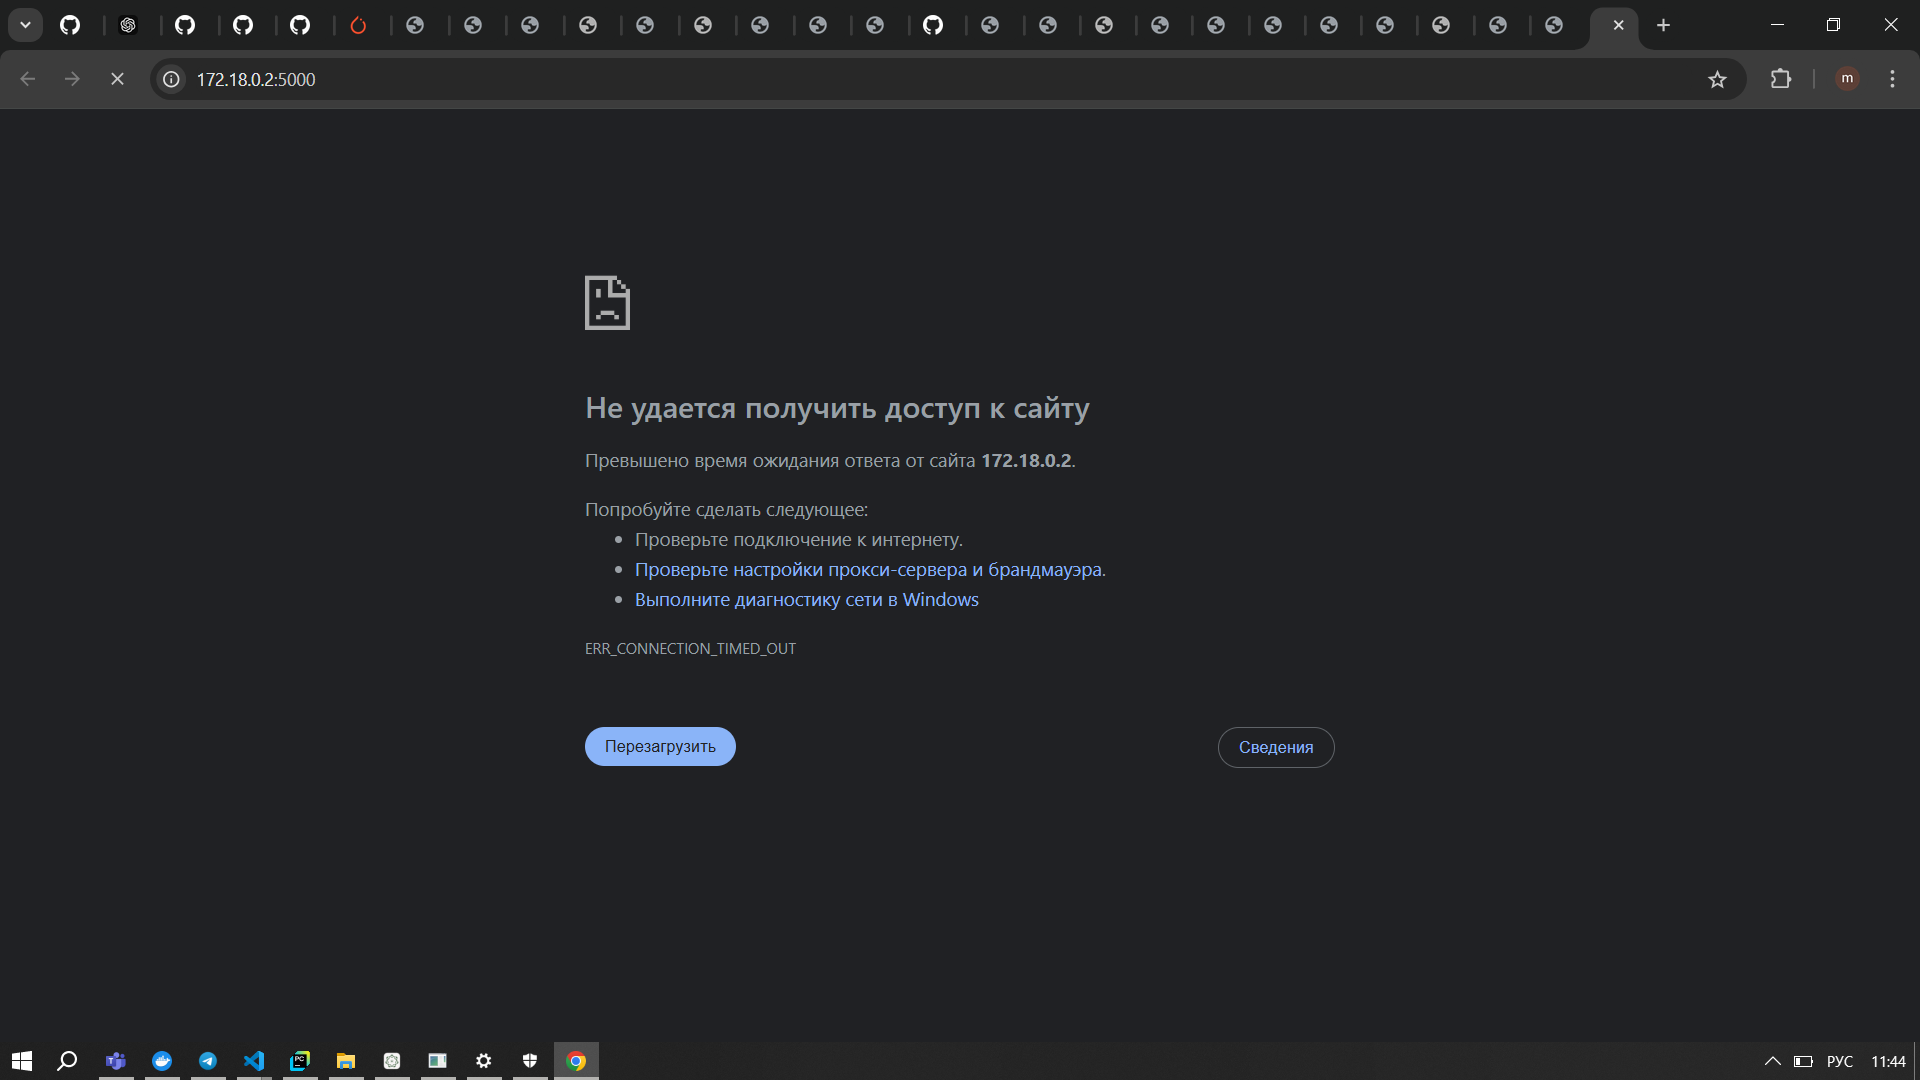 172.18.0.2:5000
m
Не удается получить доступ к сайту
Превышено время ожидания ответа от сайта 172.18.0.2.
Попробуйте сделать следующее:
Проверьте подключение к интернету.
Проверьте настройки прокси-сервера и брандмауэра.
Выполните диагностику сети в Windows
ERR_CONNECTION_TIMED_OUT
Перезагрузить
Сведения
РУС
11:44